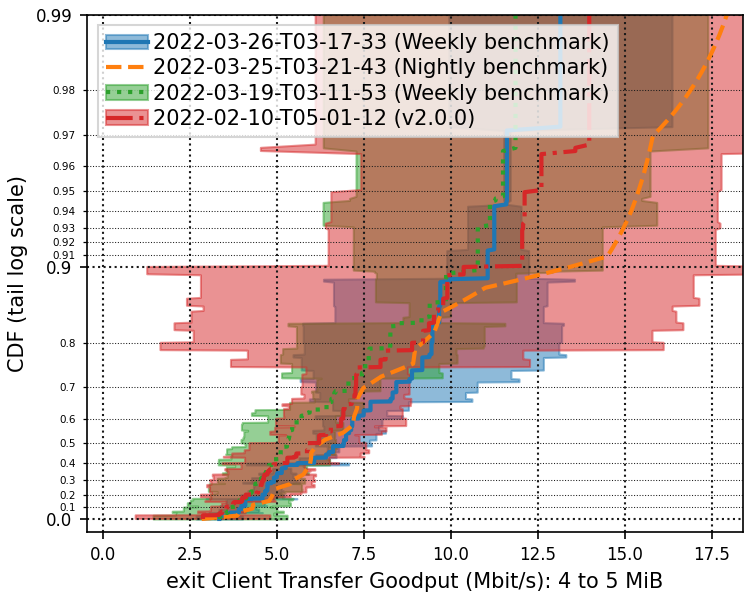 0.99
2022-03-26-T03-17-33 (Weekly benchmark)
2022-03-25-T03-21-43 (Nightly benchmark)
2022-03-19-T03-11-53 (Weekly benchmark)
2022-02-10-T05-01-12 (v2.0.0)
0.98
0.97
0.96
0.95
0.94
0.93
0.92
0.91
0.9
0.8
0.7
0.6
0.5
0.4
0.3
0.2
0.1
0.0
CDF (tail log scale)
0.0 2.5 5.0 7.5 10.0 12.5 15.0 17.5
exit Client Transfer Goodput (Mbit/s): 4 to 5 MiB